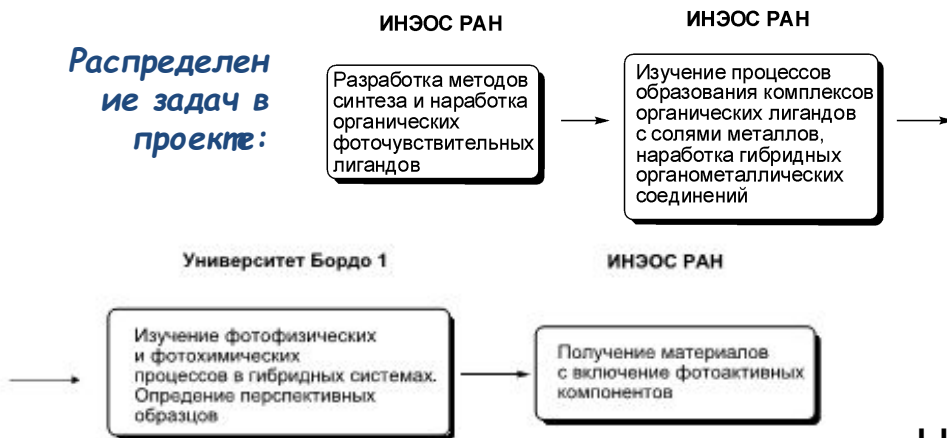 Распределен
ие задач в
проекте:
ИНЭОС РАН
Разработка методов
синтеза и наработка
органических
фоточувствительных
лигандов
ИНЭОС РАН
Изучение процессов
образования комплексов
органических лигандов
с солями металлов,
наработка гибридных
органометаллических
соединений
Университет Бордо 1
Изучение фотофизических
и фотохимических
процессов в гибридных системах.
Опредение перспективных
образцов
ИНЭОС РАН
Получение материалов
с включение фотоактивных
компонентов